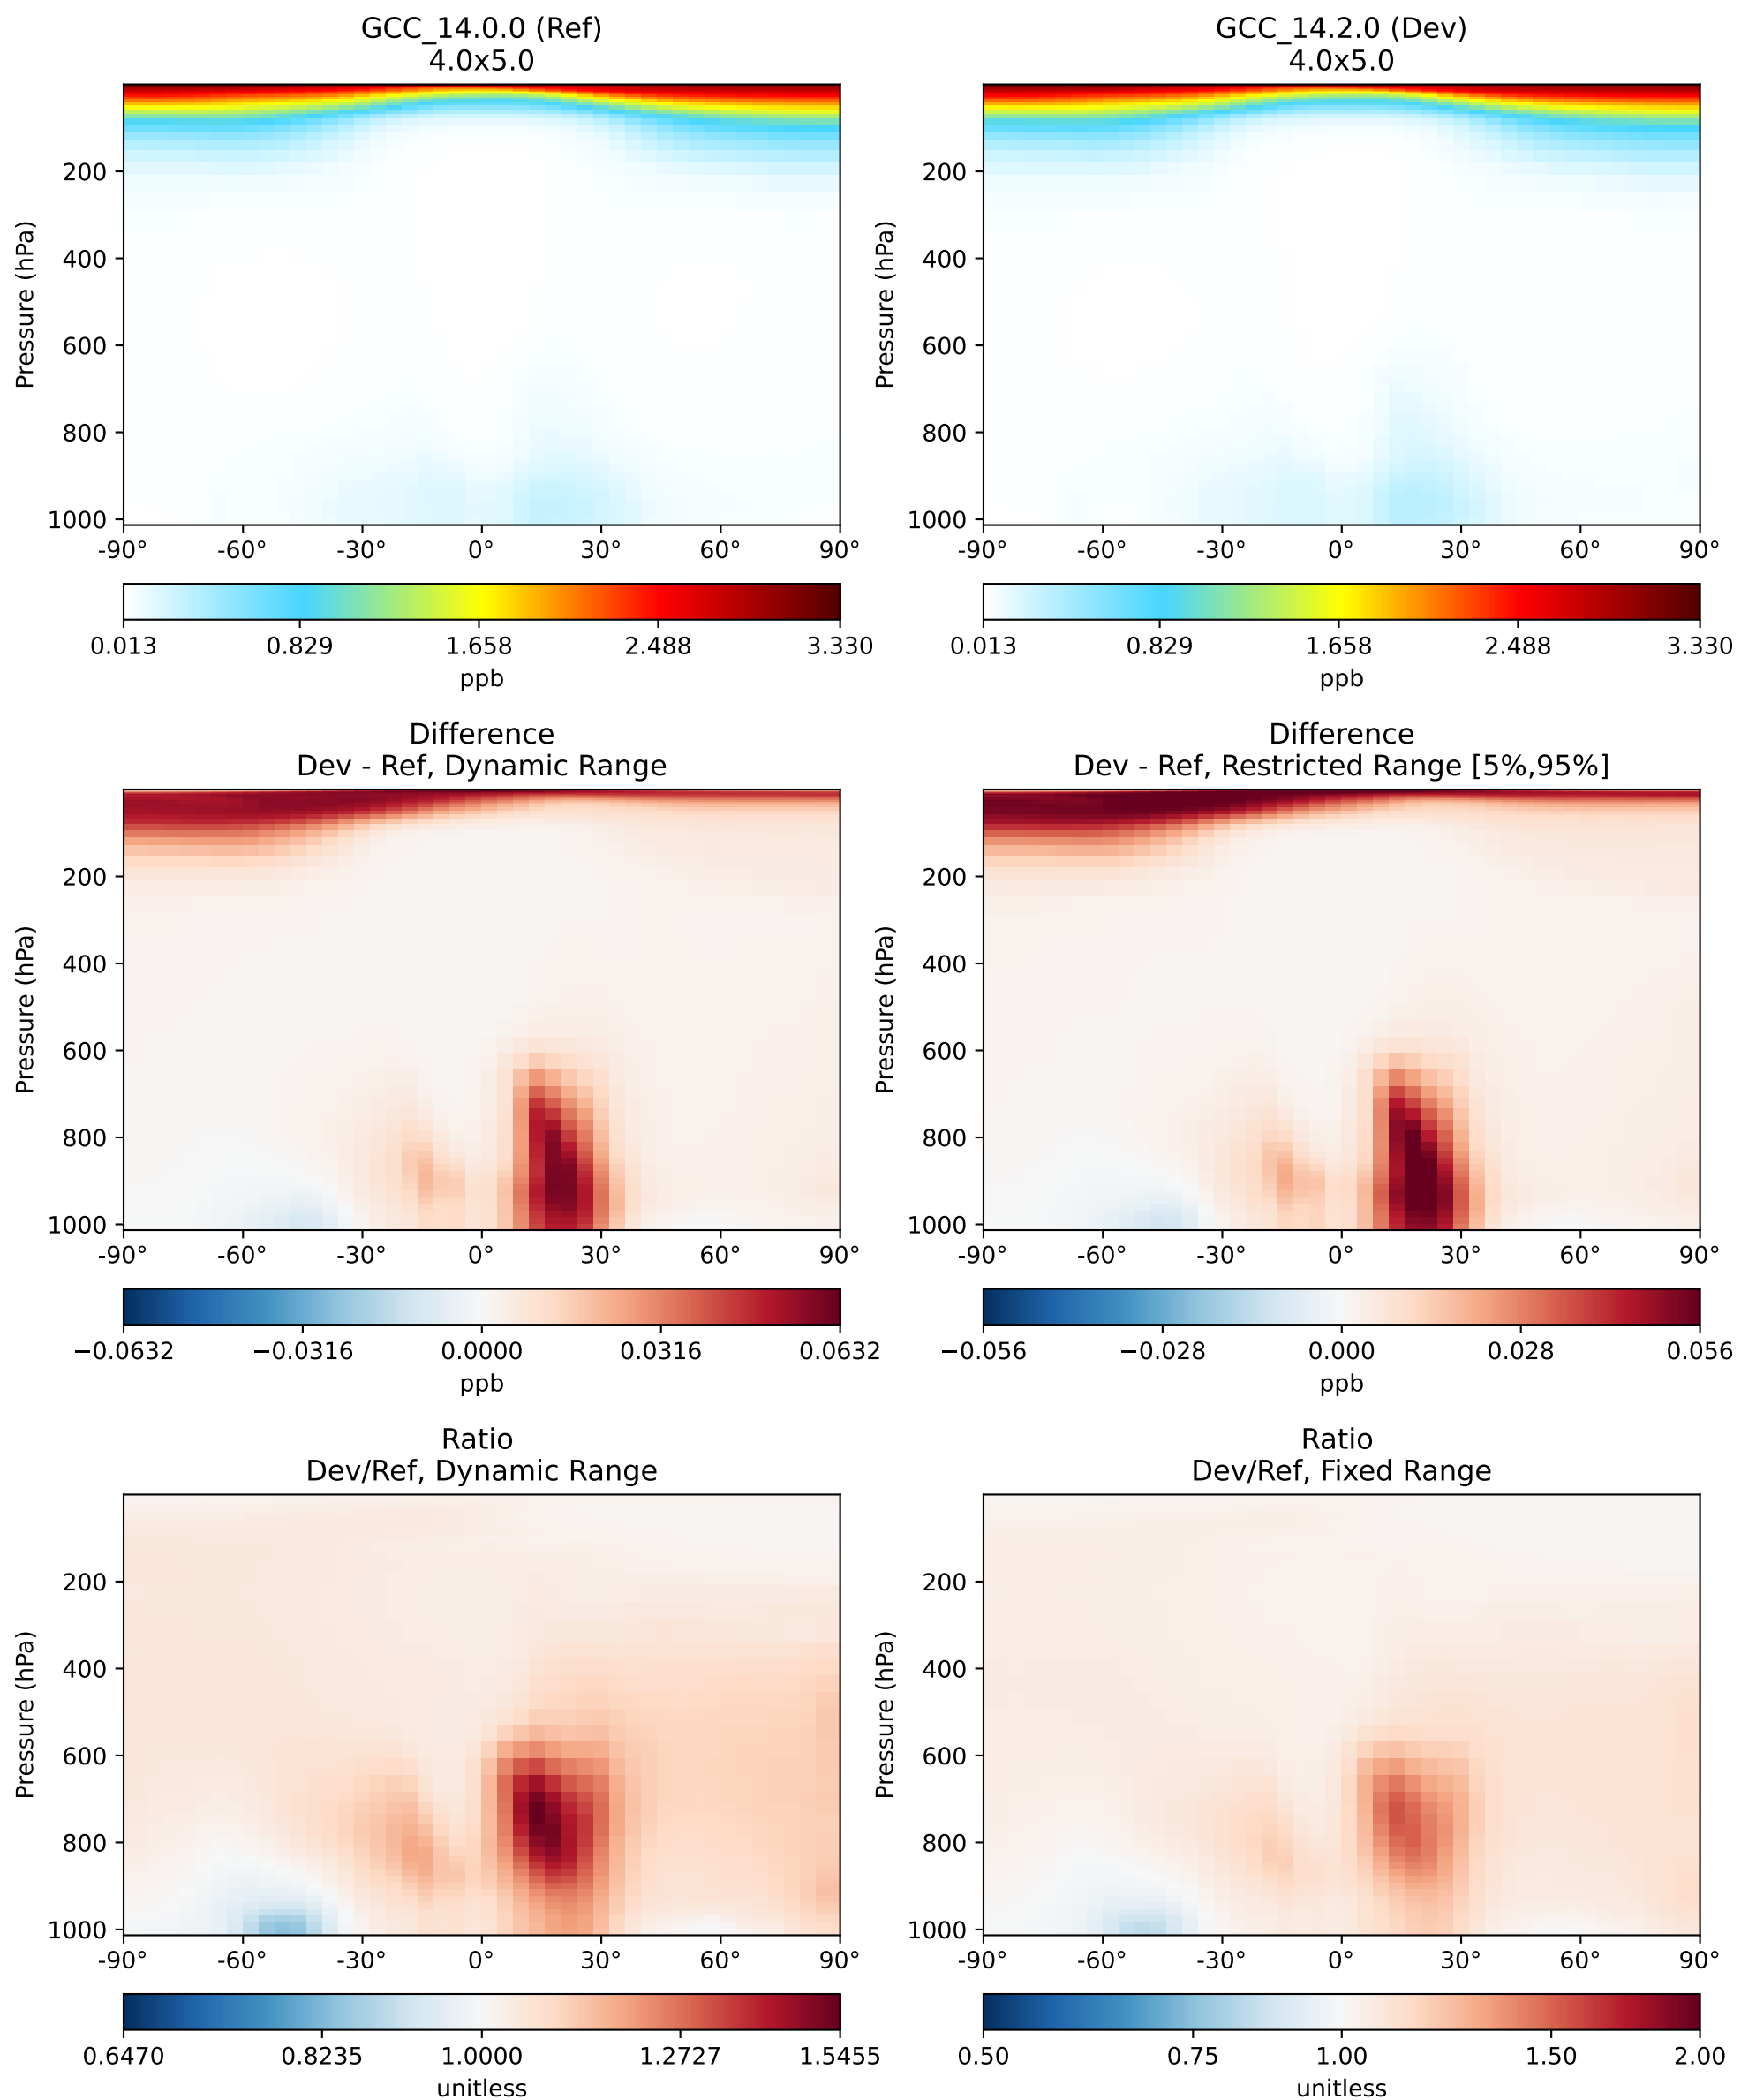 GCC_14.0.0 (Ref)
4.0x5.0
Pressure (hPa)
200
400
600
800
1000
-90° -60° -30° 0° 30° 60° 90°
0.013 0.829 1.658 2.488 3.330
ppb
GCC_14.2.0 (Dev)
4.0x5.0
Pressure (hPa)
200
400
600
800
1000
-90° -60° -30° 0° 30° 60° 90°
0.013 0.829 1.658 2.488 3.330
ppb
Difference
Dev - Ref, Dynamic Range
Pressure (hPa)
200
400
600
800
1000
-90° -60° -30° 0° 30° 60° 90°
−0.0632 −0.0316 0.0000 0.0316 0.0632
ppb
Difference
Dev - Ref, Restricted Range [5%,95%]
Pressure (hPa)
200
400
600
800
1000
-90° -60° -30° 0° 30° 60° 90°
−0.056 −0.028 0.000 0.028 0.056
ppb
Ratio
Dev/Ref, Dynamic Range
Pressure (hPa)
200
400
600
800
1000
-90° -60° -30° 0° 30° 60° 90°
0.6470 0.8235 1.0000 1.2727 1.5455
unitless
Ratio
Dev/Ref, Fixed Range
Pressure (hPa)
200
400
600
800
1000
-90° -60° -30° 0° 30° 60° 90°
0.50 0.75 1.00 1.50 2.00
unitless